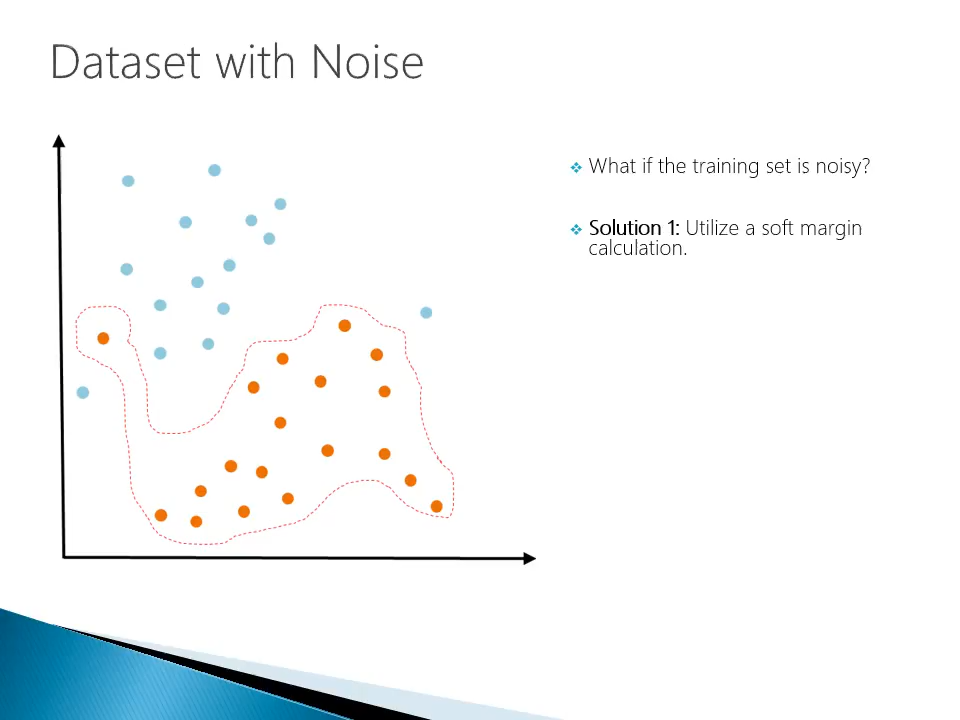 Dataset with Noise
What if the training set is noisy?
Solution 1: Utilize a soft margin
calculation.